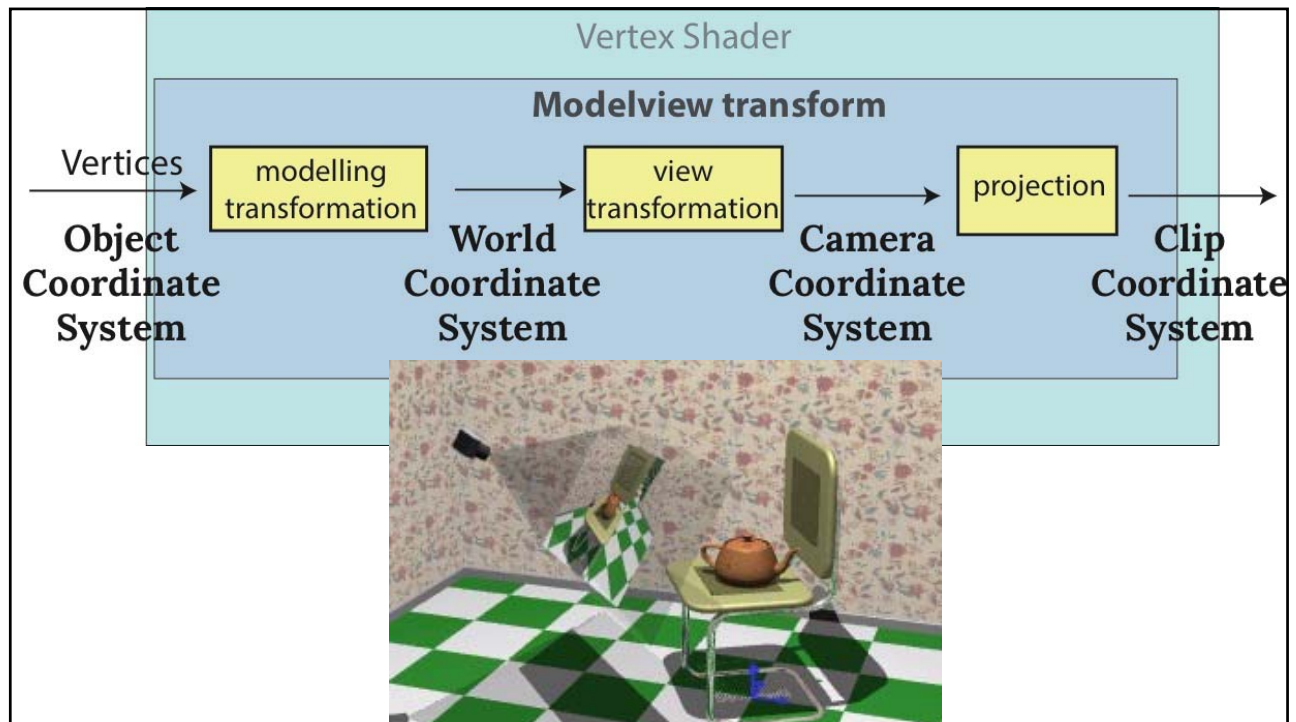 Vertex Shader
Modelview transform
Vertices
modelling
transformation
view
transformation
projection
Object
Coordinate
System
World
Coordinate
System
Camera
Coordinate
System
Clip
Coordinate
System